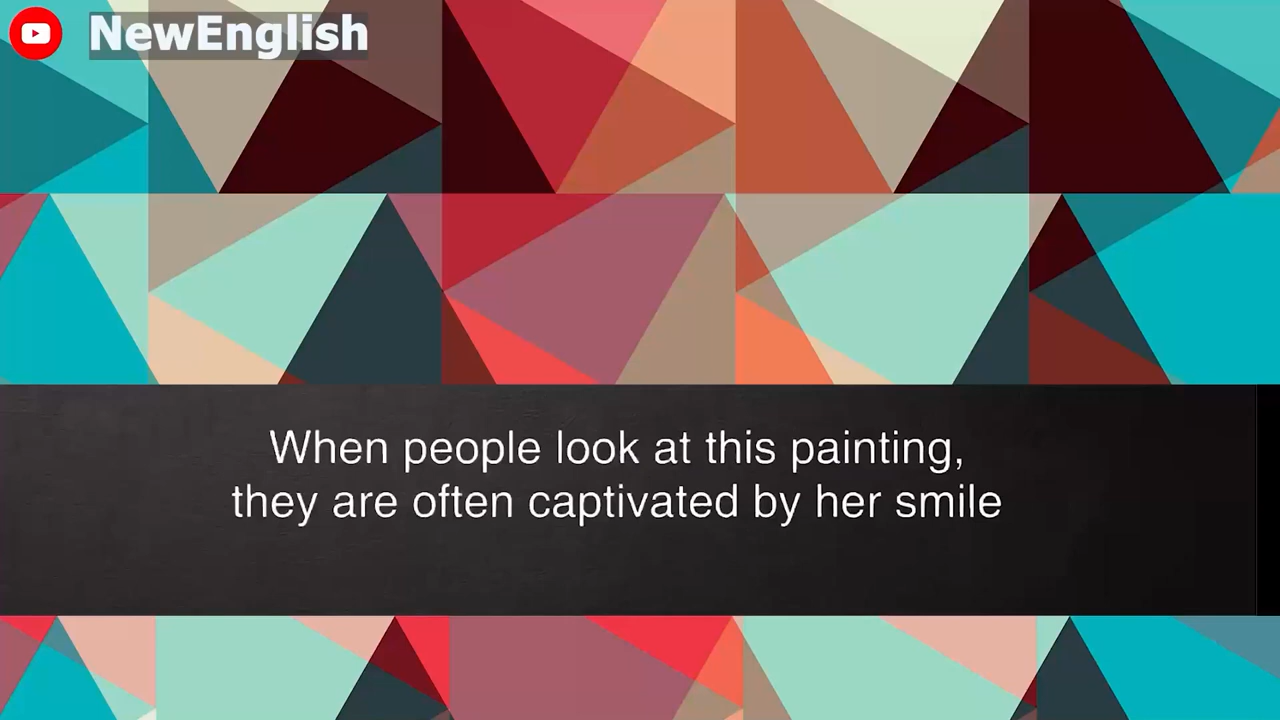 NewEnglish
When people look at this painting,
they are often captivated by her smile